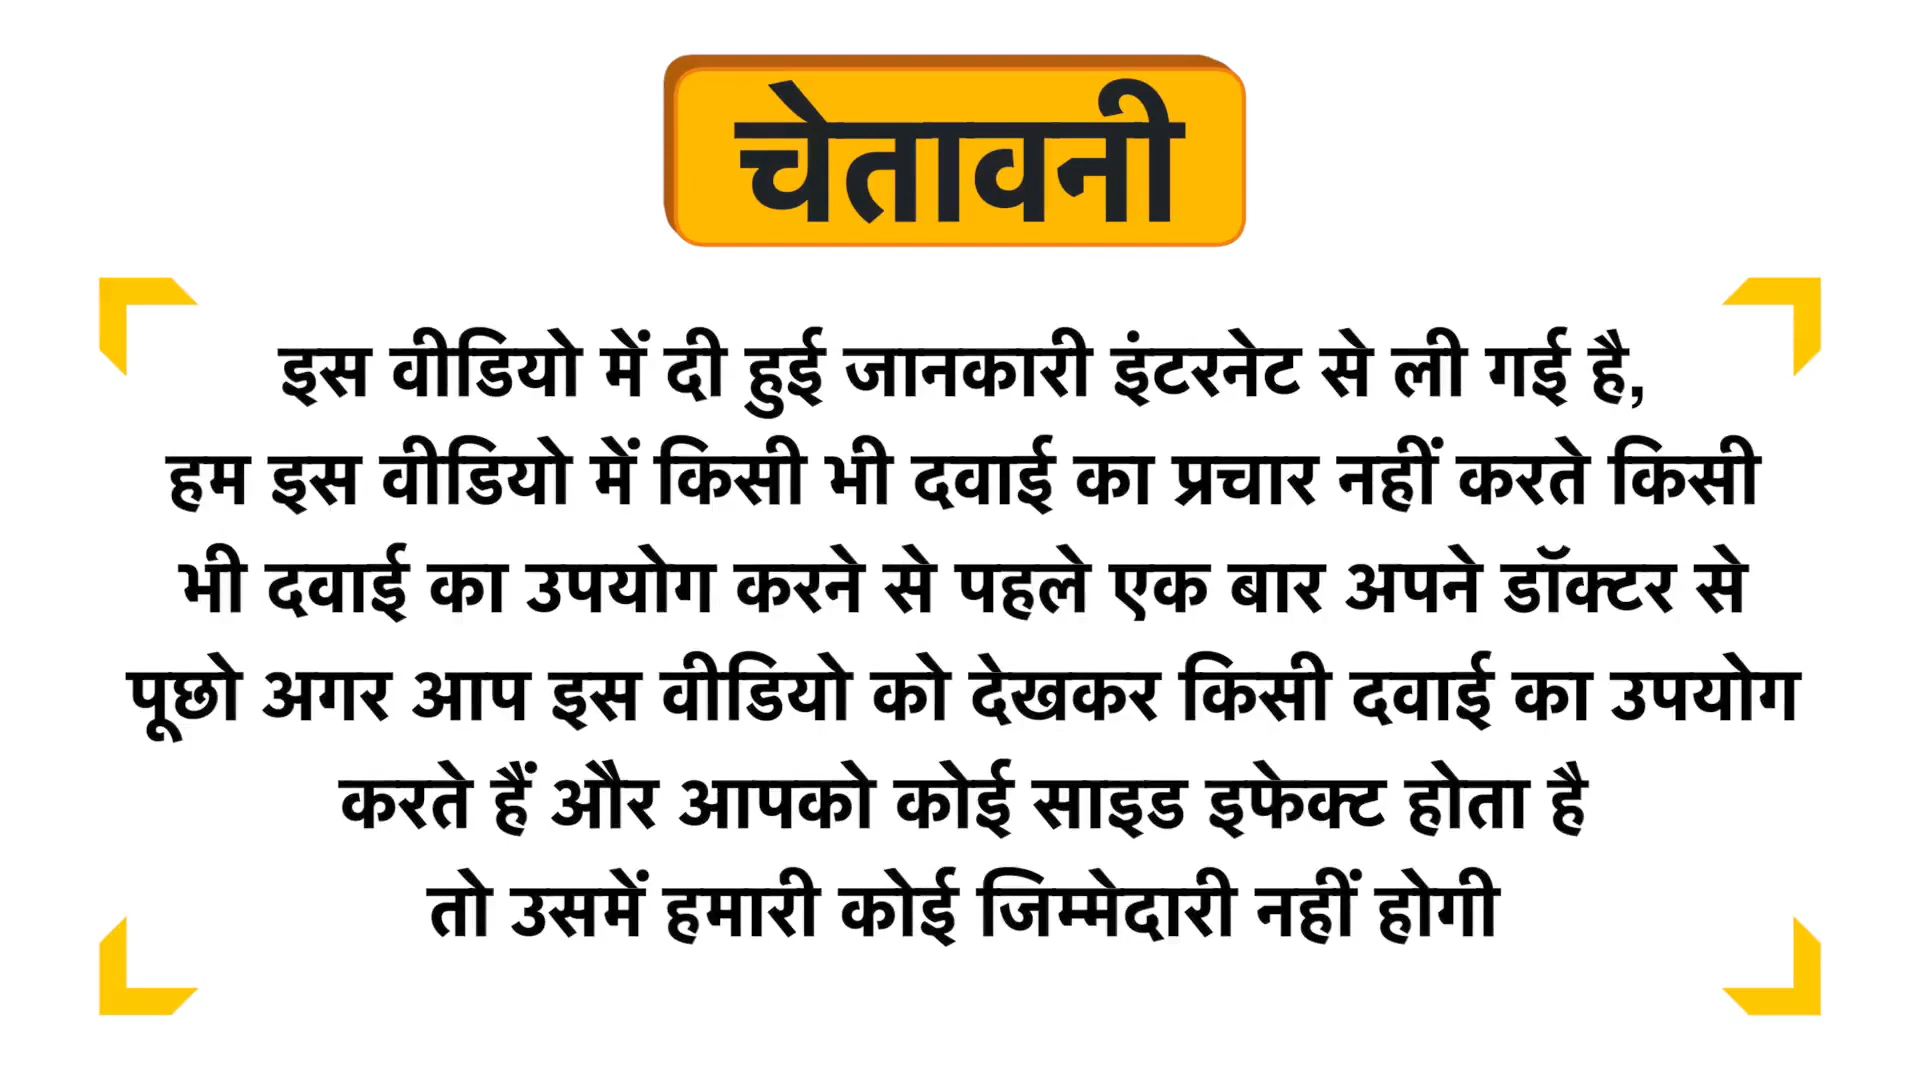 चेतावनी
इस वीडियो में दी हुई जानकारी इंटरनेट से ली गई है,
हम इस वीडियो में किसी भी दवाई का प्रचार नहीं करते किसी
भी दवाई का उपयोग करने से पहले एक बार अपने डॉक्टर से
पूछो अगर आप इस वीडियो को देखकर किसी दवाई का उपयोग
करते हैं और आपको कोई साइड इफेक्ट होता है
तो उसमें हमारी कोई जिम्मेदारी नहीं होगी